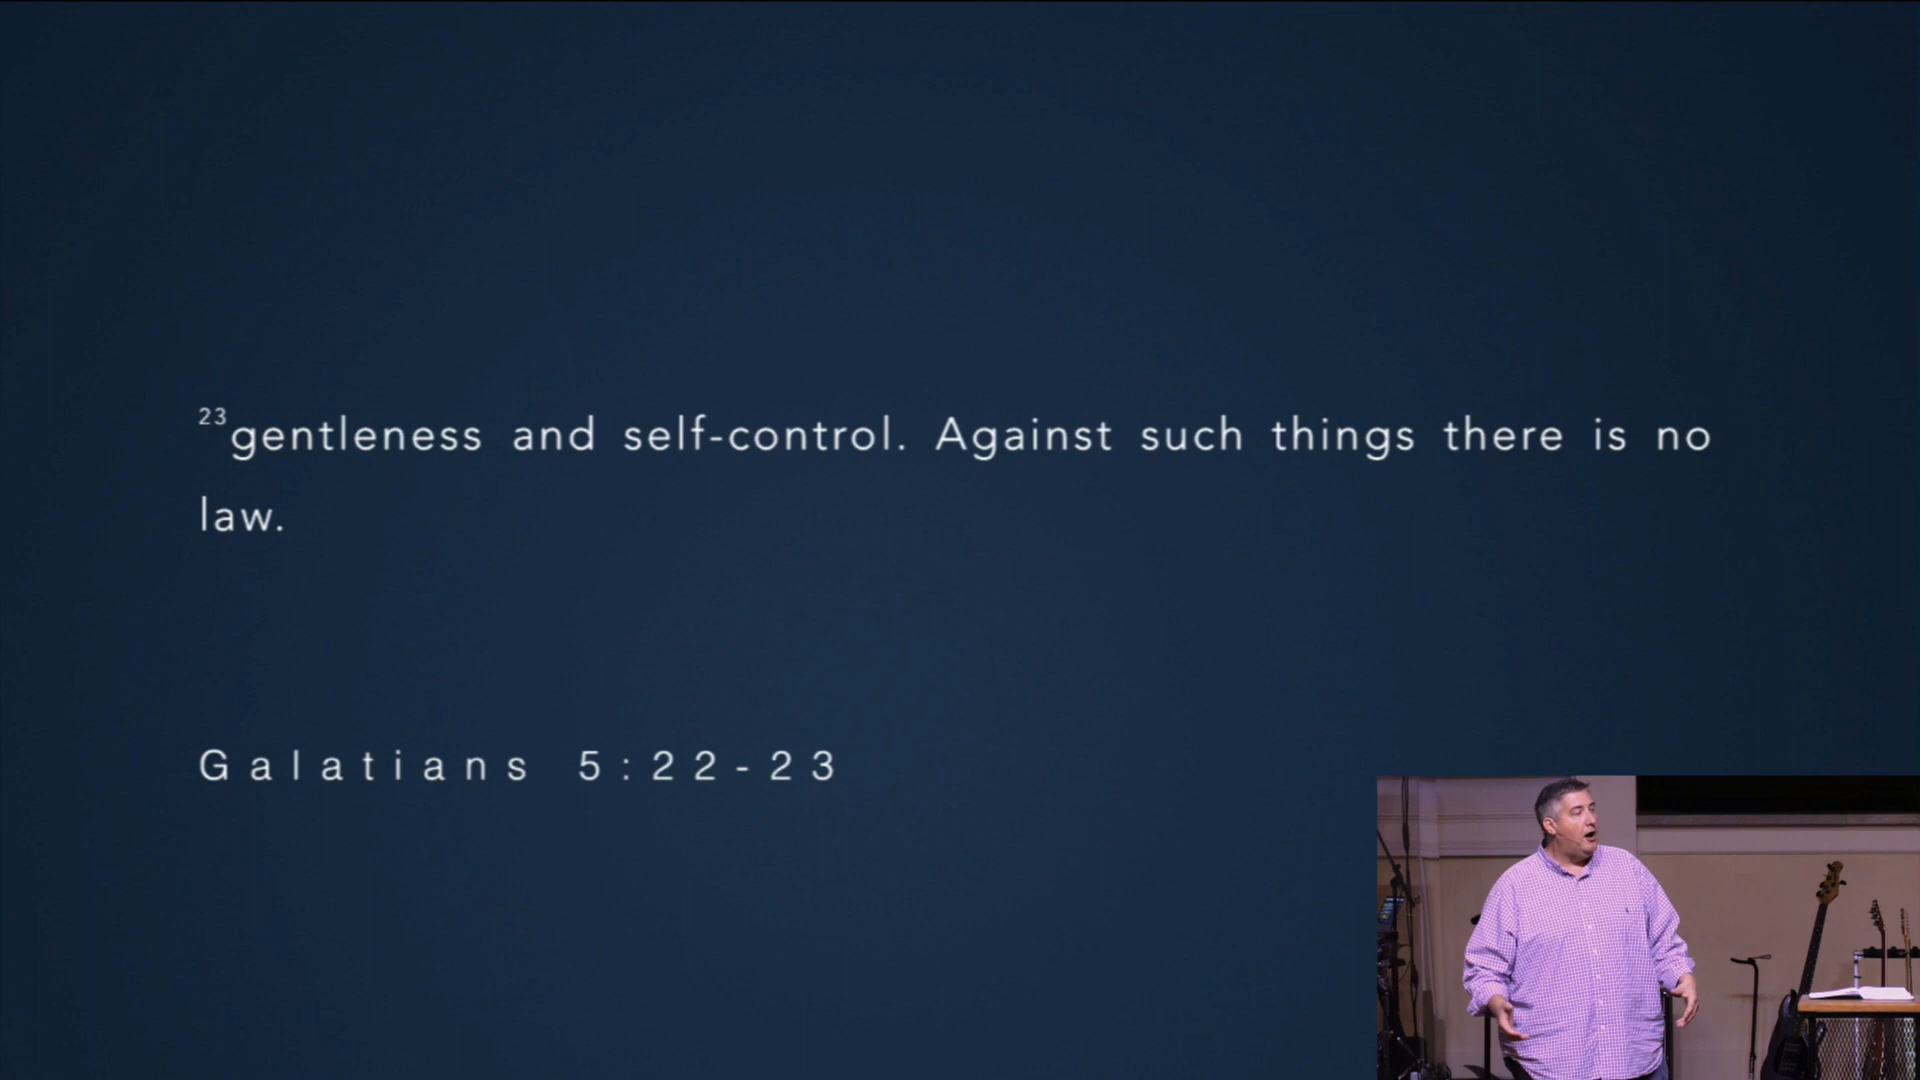 23gentleness and self-control. Against such things there is no
law.
Galatians 5:22-23